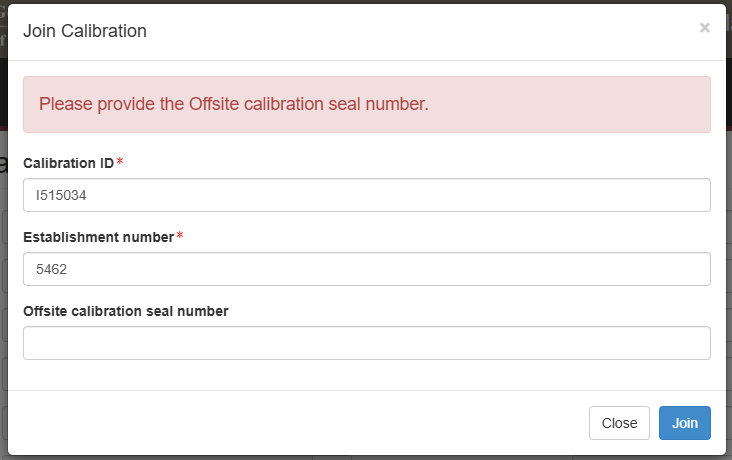 Join Calibration
×
Please provide the Offsite calibration seal number.
Calibration ID*
I515034
Establishment number*
5462
Offsite calibration seal number
Close Join